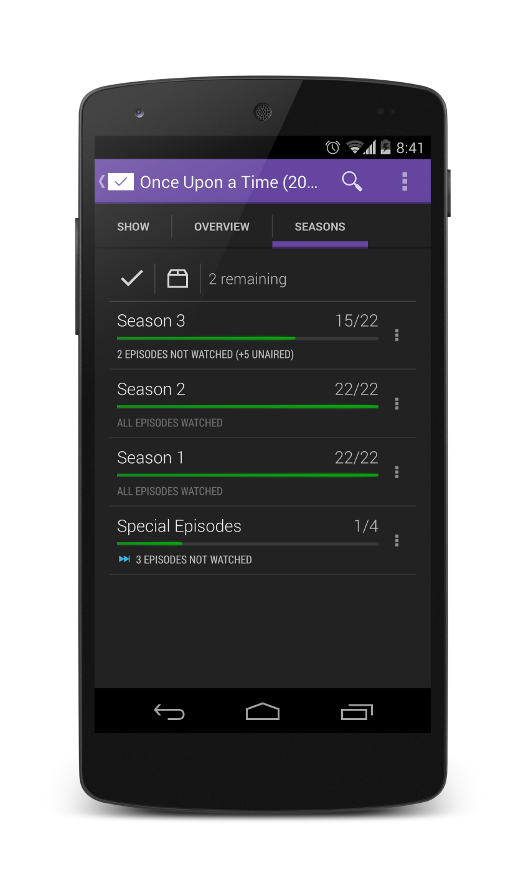 8:41
Once Upon a Time (20...
SHOW OVERVIEW SEASONS
2 remaining
Season 3 15/22
2 EPISODES NOT WATCHED (+5 UNAIRED)
Season 2 22/22
ALL EPISODES WATCHED
Season 1 22/22
ALL EPISODES WATCHED
Special Episodes 1/4
3 EPISODES NOT WATCHED